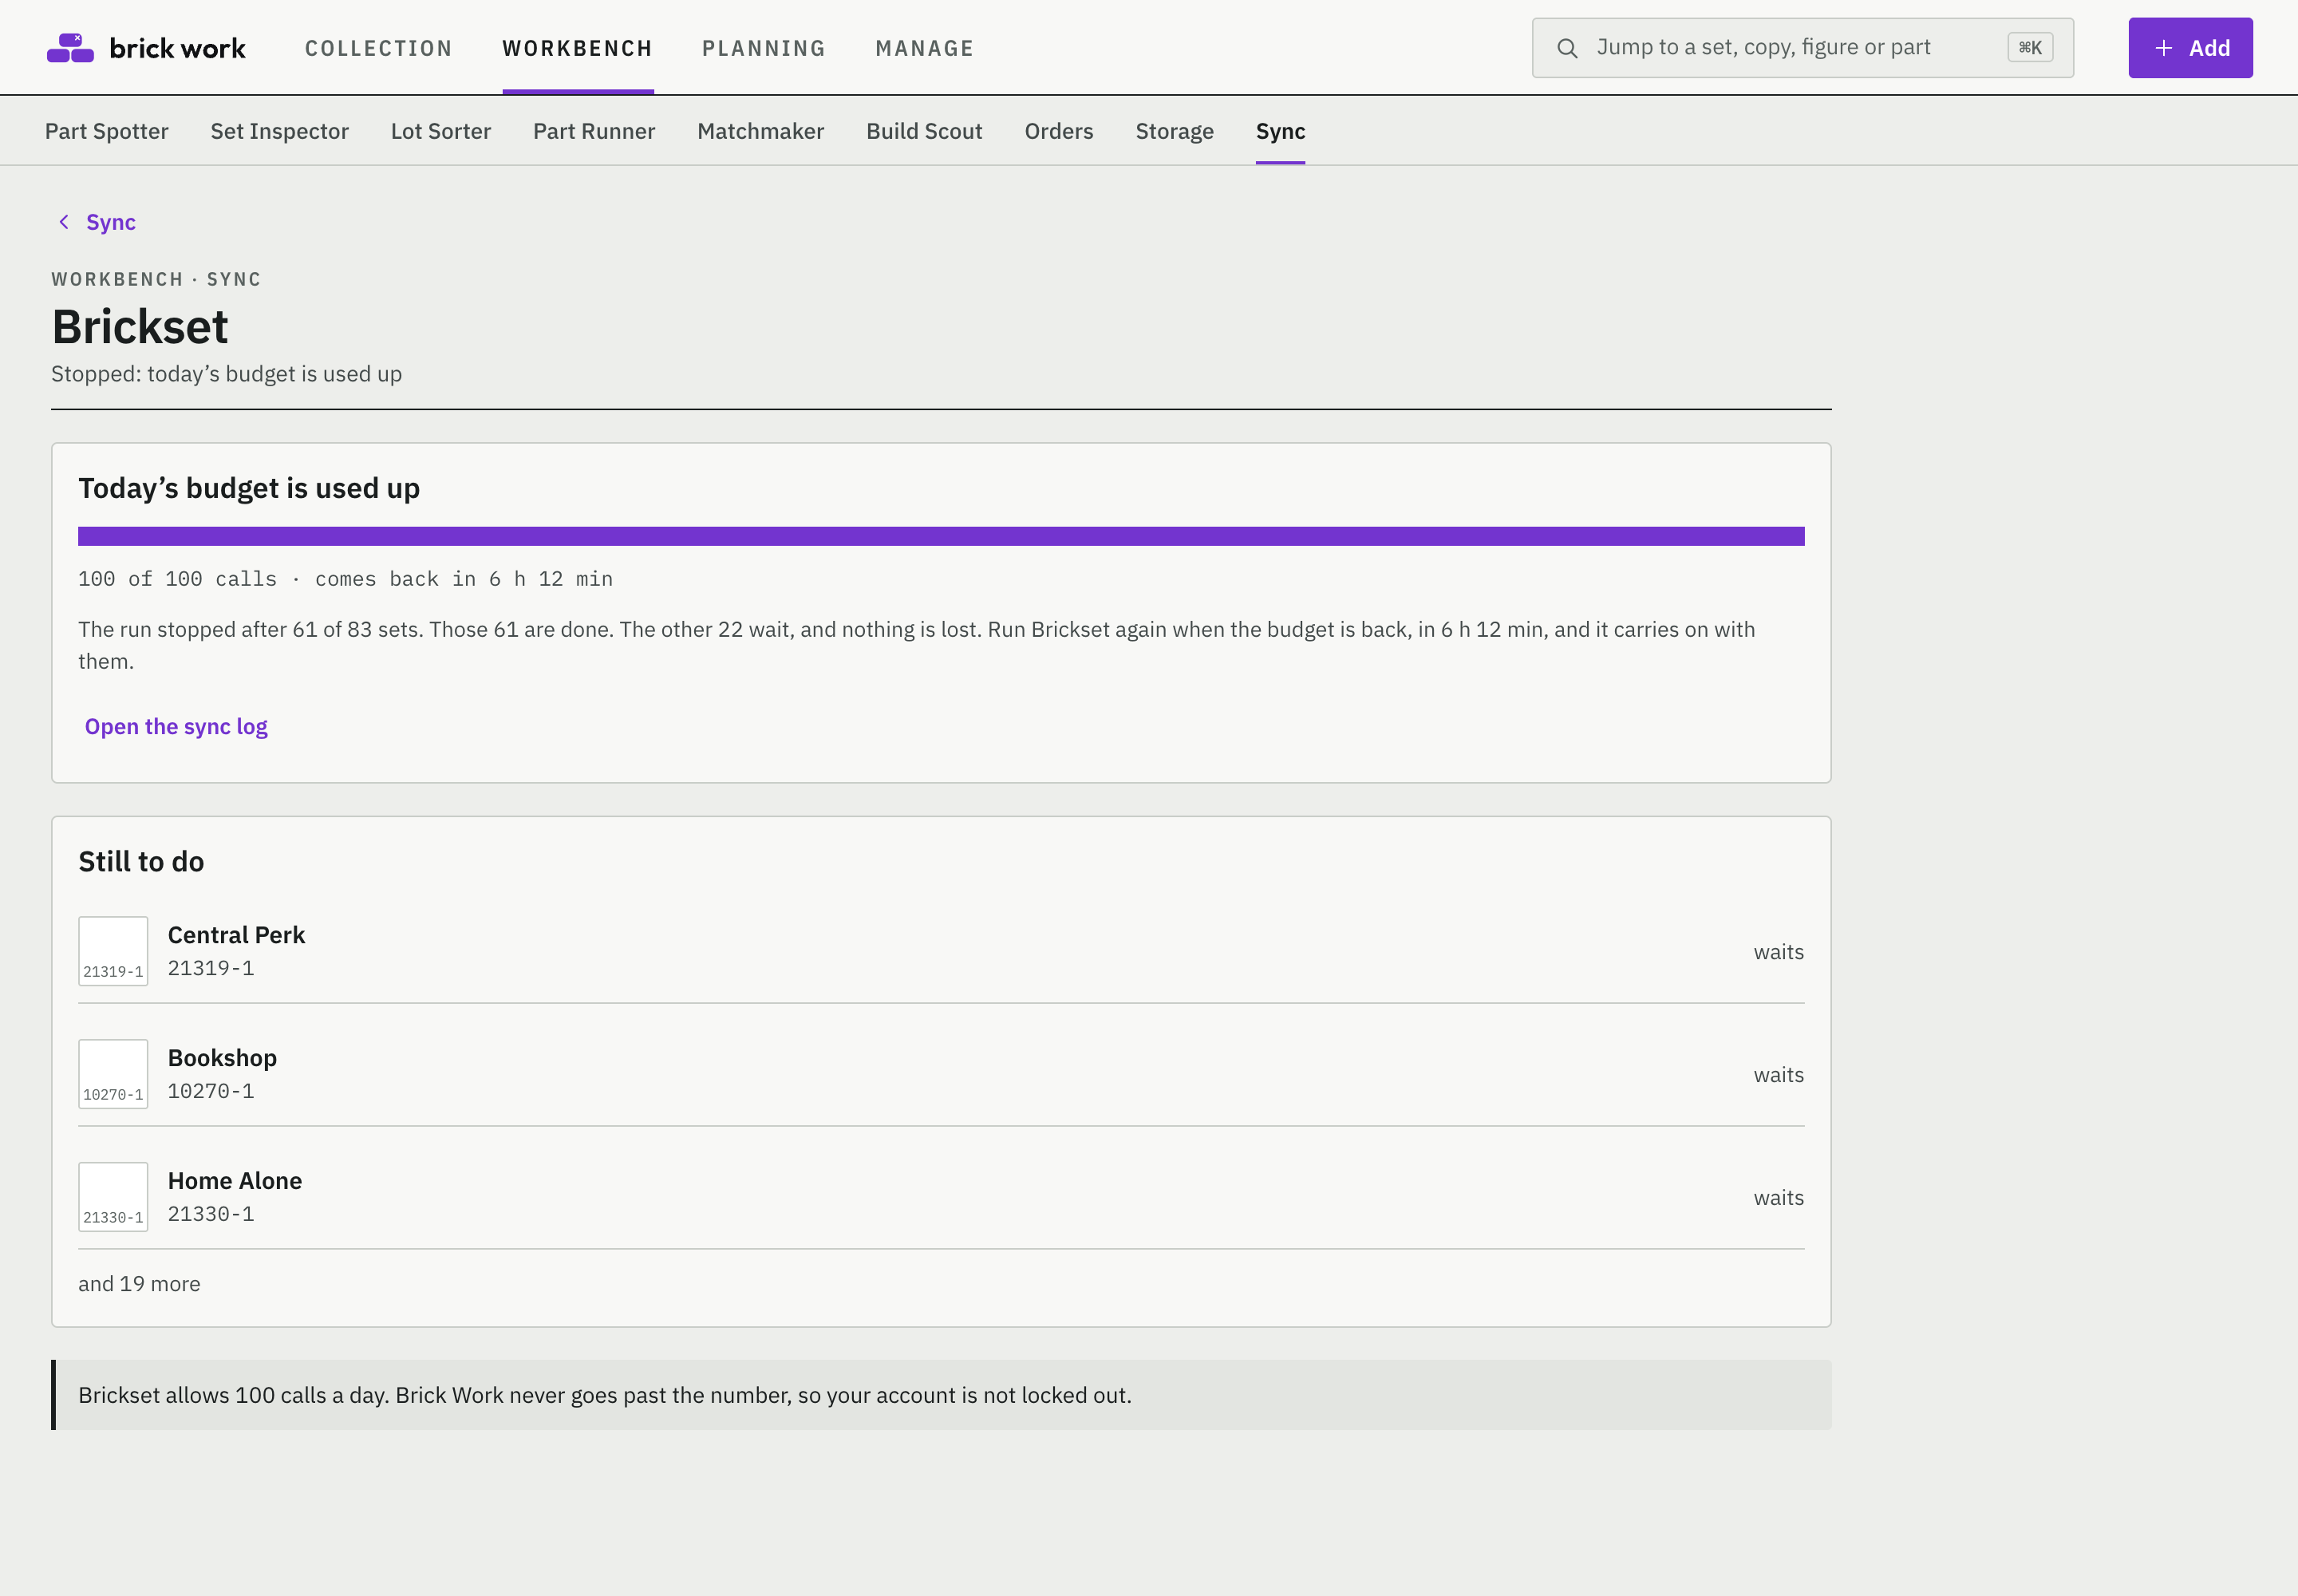 brick work
COLLECTION
WORKBENCH
PLANNING
MANAGE
Jump to a set, copy, figure or part
⌘K
Add
Part Spotter
Set Inspector
Lot Sorter
Part Runner
Matchmaker
Build Scout
Orders
Storage
Sync
Sync
WORKBENCH · SYNC
Brickset
Stopped: today’s budget is used up
Today’s budget is used up
100 of 100 calls · comes back in 6 h 12 min
The run stopped after 61 of 83 sets. Those 61 are done. The other 22 wait, and nothing is lost. Run Brickset again when the budget is back, in 6 h 12 min, and it carries on with
them.
Open the sync log
Still to do
21319-1
Central Perk
21319-1
waits
10270-1
Bookshop
10270-1
waits
21330-1
Home Alone
21330-1
waits
and 19 more
Brickset allows 100 calls a day. Brick Work never goes past the number, so your account is not locked out.